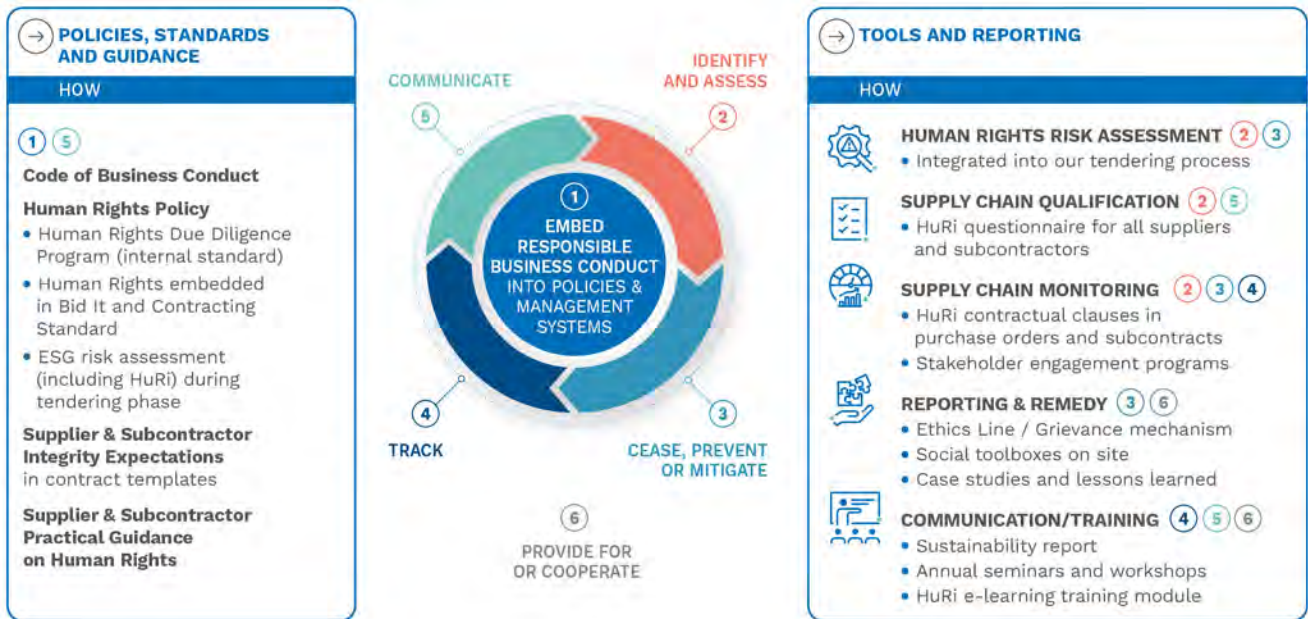 POLICIES, STANDARDS
AND GUIDANCE
HOW
1 5
Code of Business Conduct
Human Rights Policy
• Human Rights Due Diligence
Program (internal standard)
• Human Rights embedded
in Bid It and Contracting
Standard
• ESG risk assessment
(including HuRi) during
tendering phase
Supplier & Subcontractor
Integrity Expectations
in contract templates
Supplier & Subcontractor
Practical Guidance
on Human Rights
COMMUNICATE
5
IDENTIFY
AND ASSESS
2
1
EMBED
RESPONSIBLE
BUSINESS CONDUCT
INTO POLICIES &
MANAGEMENT
SYSTEMS
4
TRACK
3
CEASE, PREVENT
OR MITIGATE
6
PROVIDE FOR
OR COOPERATE
TOOLS AND REPORTING
HOW
HUMAN RIGHTS RISK ASSESSMENT 2 3
• Integrated into our tendering process
SUPPLY CHAIN QUALIFICATION 2 5
• HuRi questionnaire for all suppliers
and subcontractors
SUPPLY CHAIN MONITORING 2 3 4
• HuRi contractual clauses in
purchase orders and subcontracts
• Stakeholder engagement programs
REPORTING & REMEDY 3 6
• Ethics Line / Grievance mechanism
• Social toolboxes on site
• Case studies and lessons learned
COMMUNICATION/TRAINING 4 5 6
• Sustainability report
• Annual seminars and workshops
• HuRi e-learning training module